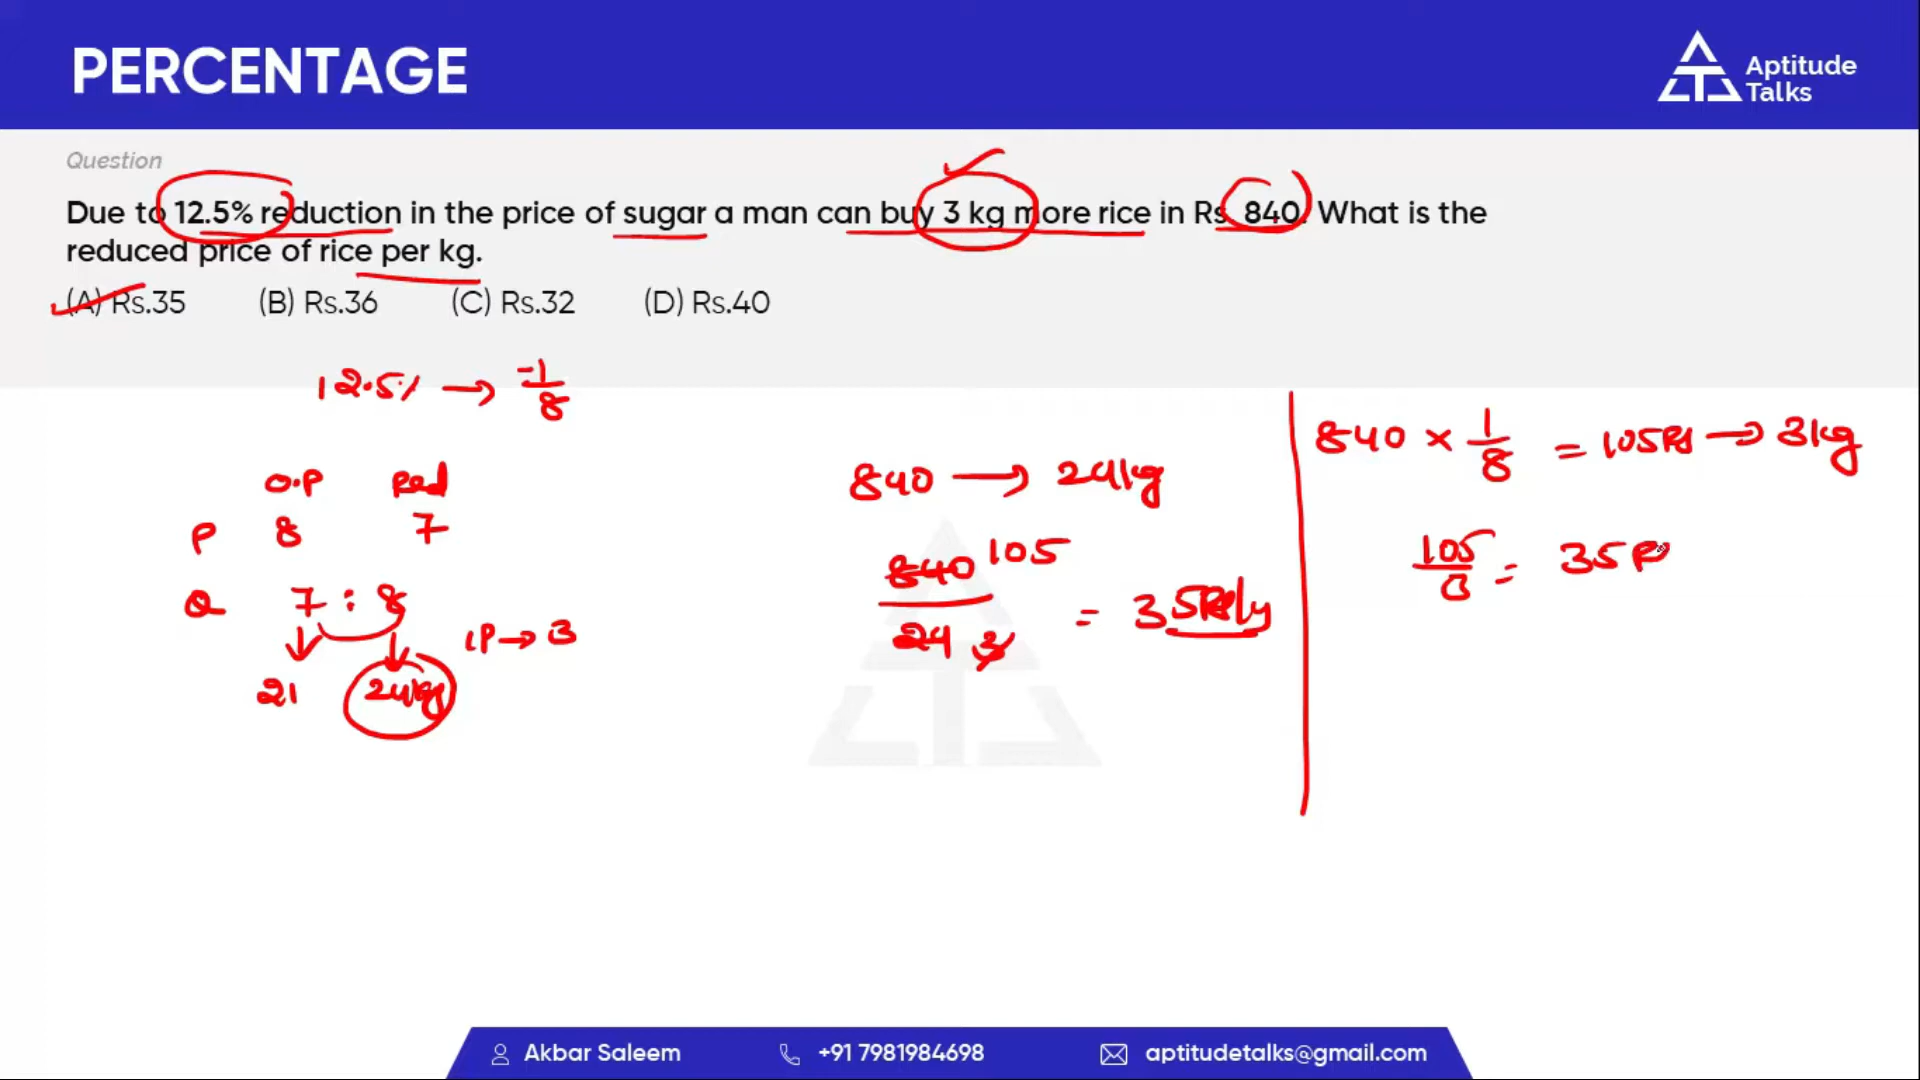 PERCENTAGE
Aptitude
Talks
Question
Due to 12.5% reduction in the price of sugar a man can buy 3 kg more rice in Rs. 840. What is the
reduced price of rice per kg.
(A) Rs.35 (B) Rs.36 (C) Rs.32 (D) Rs.40
12.5% → -1/8
O.P Red
P 8 7
Q 7 : 8
1P → 3
21 24kg
840 → 24kg
840 105
24 3
= 35Rs/kg
840 × 1/8 = 105Rs → 3kg
105/3 = 35R
Akbar Saleem
+91 7981984698
aptitudetalks@gmail.com